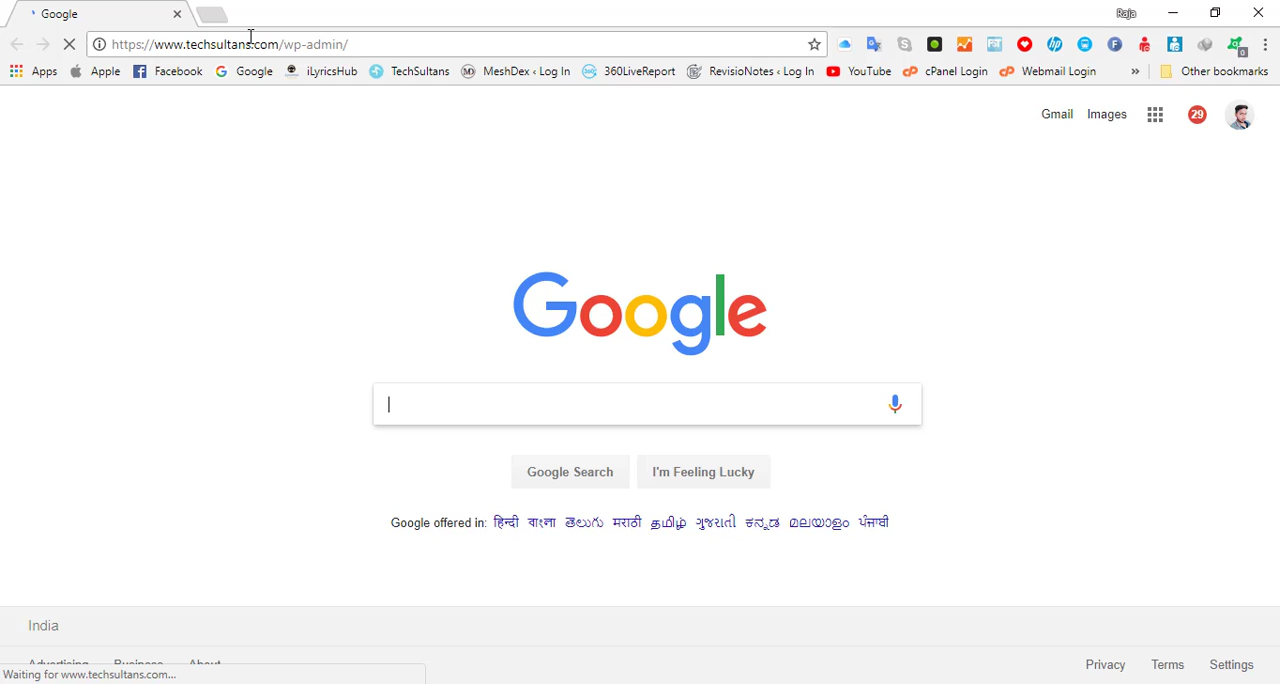 Google
Raja
https://www.techsultans.com/wp-admin/
Apps Apple Facebook Google iLyricsHub TechSultans MeshDex ‹ Log In 360LiveReport RevisioNotes ‹ Log In YouTube cPanel Login Webmail Login » Other bookmarks
Gmail Images 29
Google
Google Search I'm Feeling Lucky
Google offered in: हिन्दी বাংলা తెలుగు मराठी தமிழ் ગુજરાતી ಕನ್ನಡ മലയാളം ਪੰਜਾਬੀ
India
Advertising Business About Privacy Terms Settings
Waiting for www.techsultans.com...